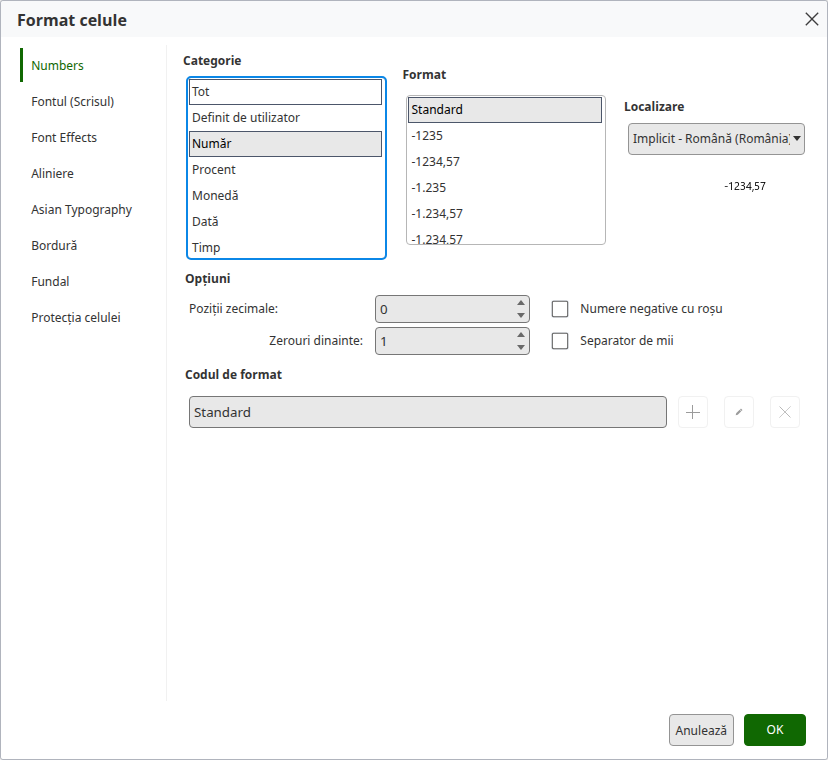 Format celule
Numbers
Fontul (Scrisul)
Font Effects
Aliniere
Asian Typography
Bordură
Fundal
Protecția celulei
Categorie
Tot
Definit de utilizator
Număr
Procent
Monedă
Dată
Timp
Format
Standard
-1235
-1234,57
-1.235
-1.234,57
-1.234,57
Localizare
Implicit - Română (România)
-1234,57
Opțiuni
Poziții zecimale:
0
Numere negative cu roșu
Zerouri dinainte:
1
Separator de mii
Codul de format
Standard
Anulează
OK